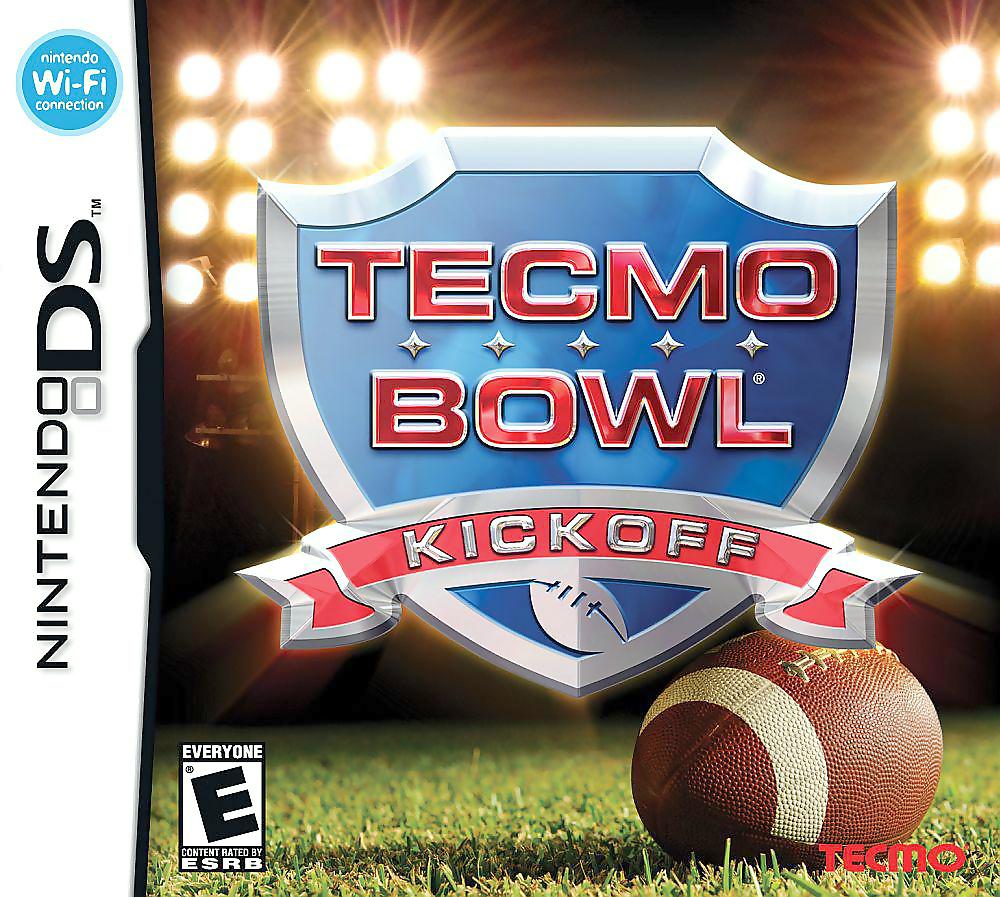 nintendo
Wi-Fi
connection
NINTENDO DS™
TECMO
BOWL®
KICKOFF
EVERYONE
E®
CONTENT RATED BY
ESRB
TECMO